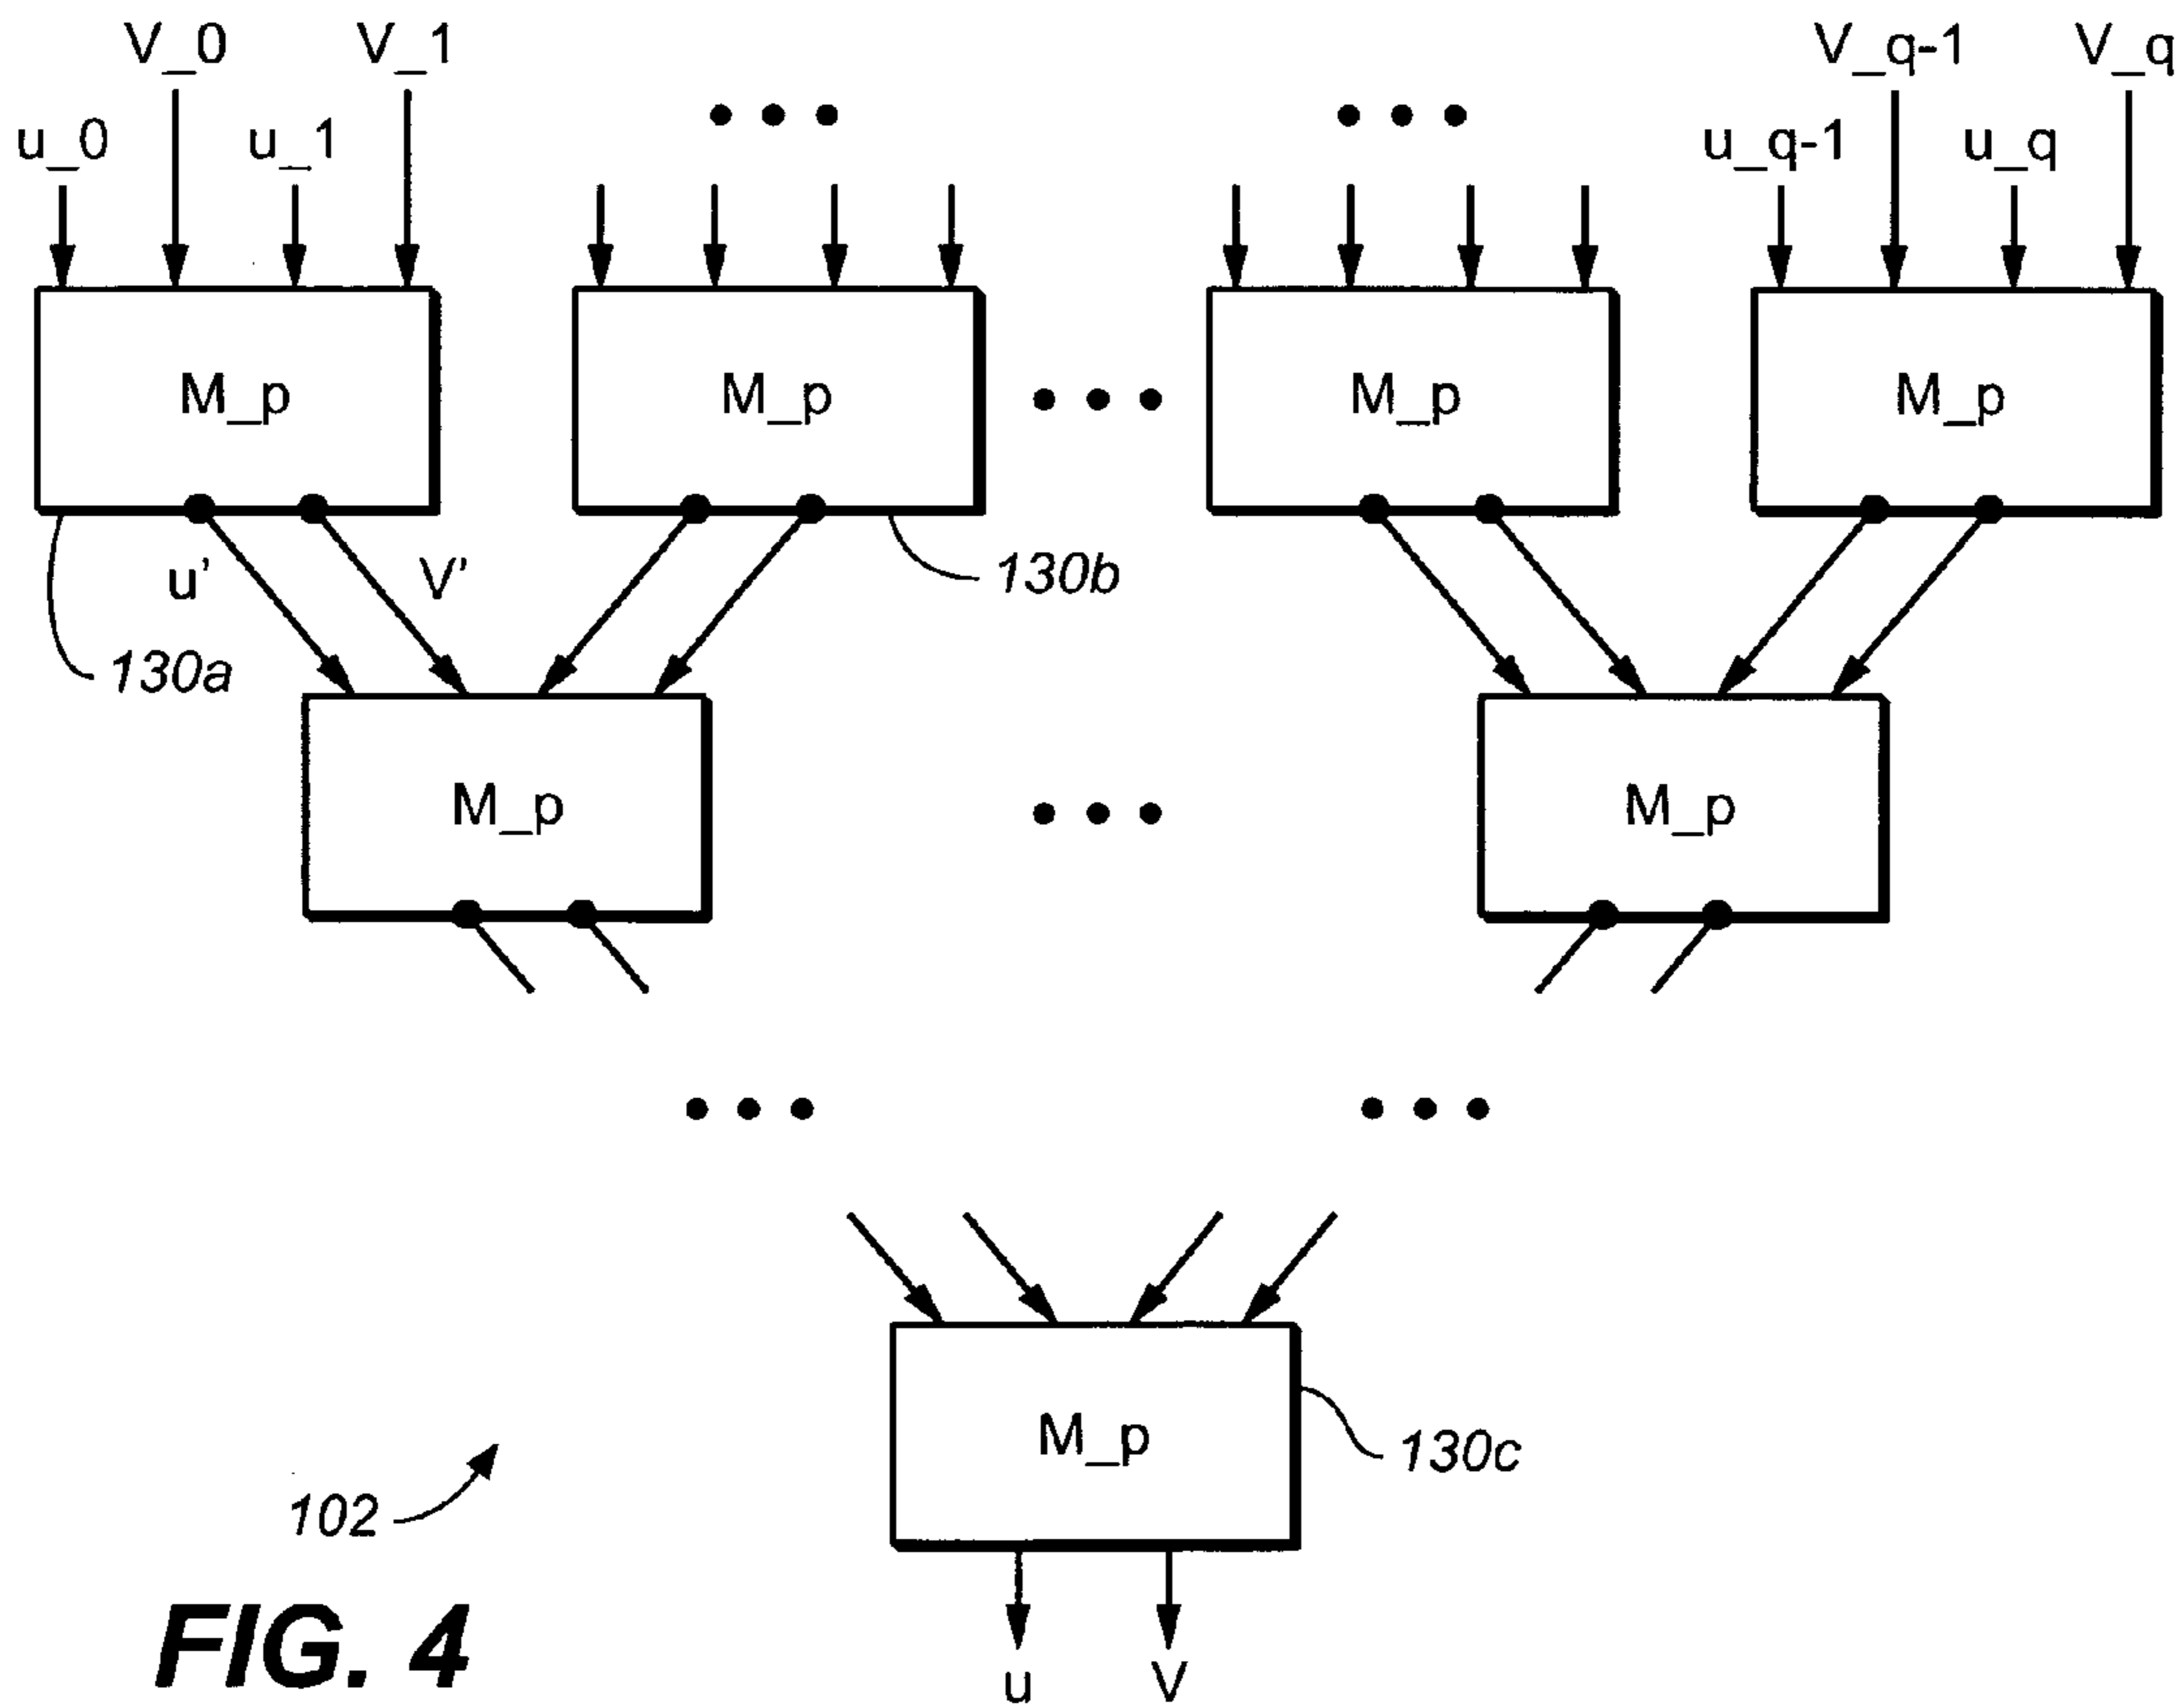 V_0 V_1 V_q-1 V_q
u_0 u_1 u_q-1 u_q
M_p M_p M_p M_p
u' V' 130b
130a
M_p M_p
M_p 130c
102
FIG. 4
u V